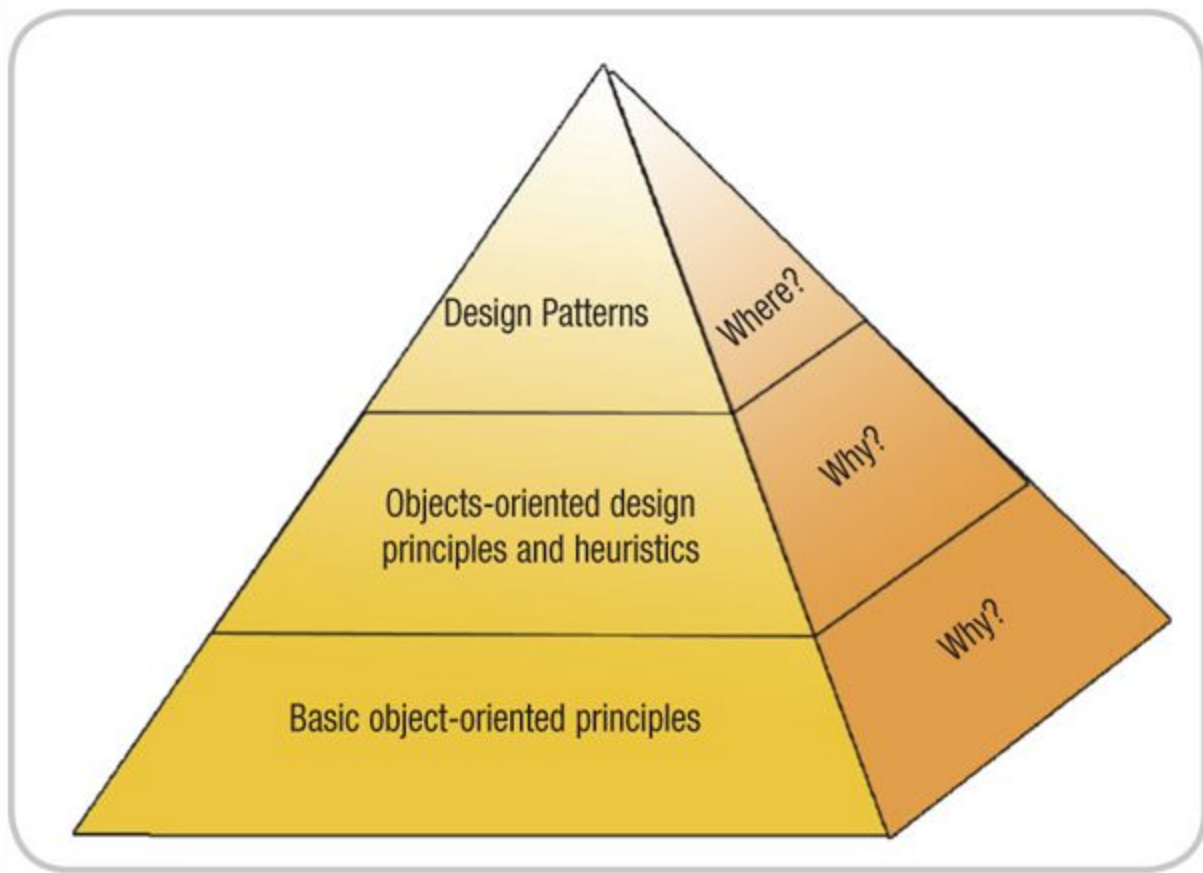 Design Patterns
Where?
Objects-oriented design
principles and heuristics
Why?
Basic object-oriented principles
Why?